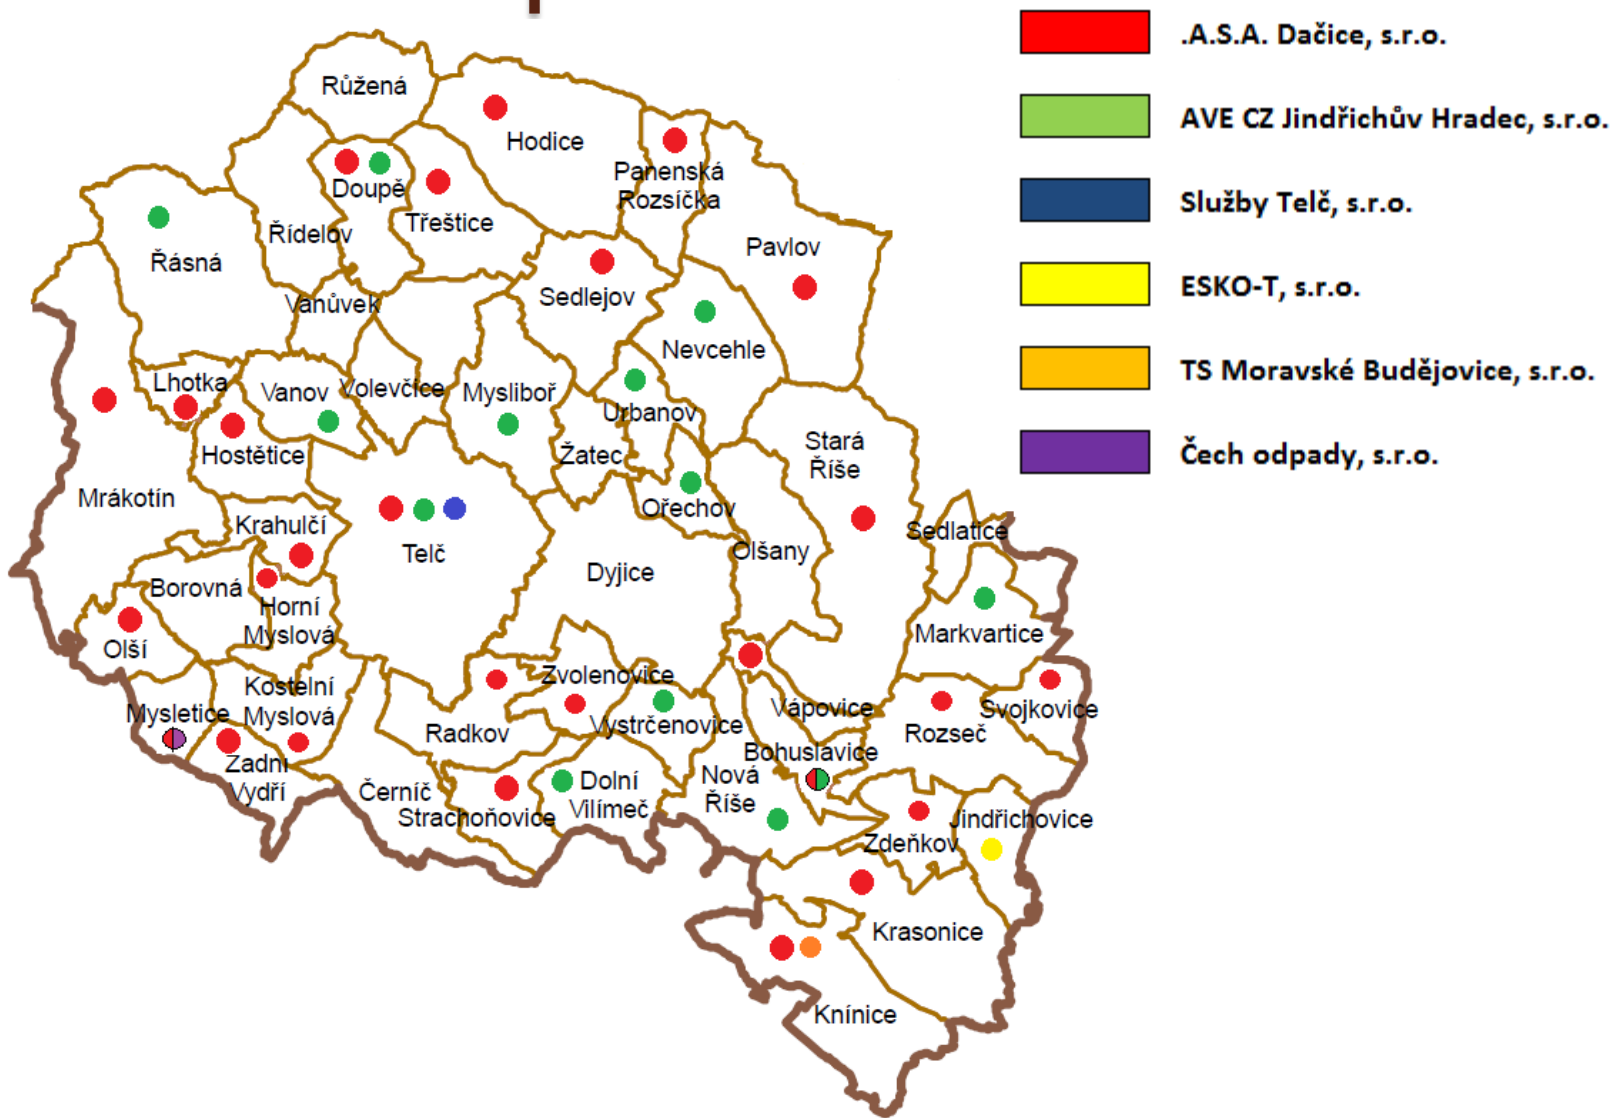 .A.S.A. Dačice, s.r.o.
AVE CZ Jindřichův Hradec, s.r.o.
Služby Telč, s.r.o.
ESKO-T, s.r.o.
TS Moravské Budějovice, s.r.o.
Čech odpady, s.r.o.
Růžená
Hodice
Panenská
Rozsíčka
Doupě
Třeštice
Řídelov
Pavlov
Řásná
Sedlejov
Vanůvek
Nevcehle
Lhotka
Vanov
Volevčice
Mysliboř
Urbanov
Stará
Říše
Hostětice
Žatec
Mrákotín
Ořechov
Krahulčí
Sedlatice
Telč
Olšany
Dyjice
Borovná
Horní
Myslová
Markvartice
Olší
Zvolenovice
Kostelní
Myslová
Mysletice
Vápovice
Svojkovice
Vystrčenovice
Radkov
Rozseč
Bohuslavice
Zadní
Vydří
Nová
Říše
Dolní
Vilímeč
Černíč
Strachoňovice
Jindřichovice
Zdeňkov
Krasonice
Knínice